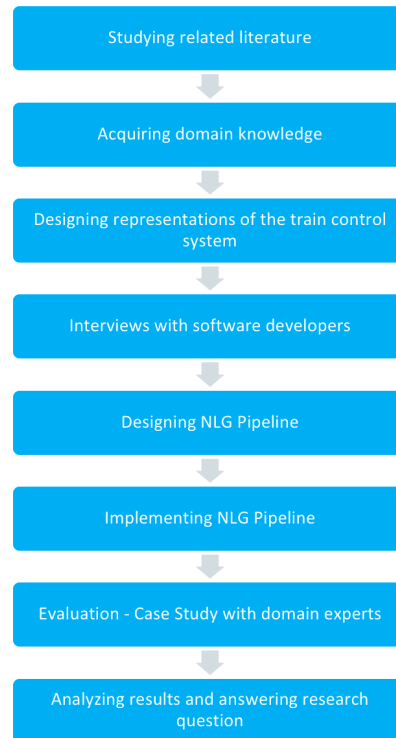 Studying related literature
Acquiring domain knowledge
Designing representations of the train control
system
Interviews with software developers
Designing NLG Pipeline
Implementing NLG Pipeline
Evaluation - Case Study with domain experts
Analyzing results and answering research
question